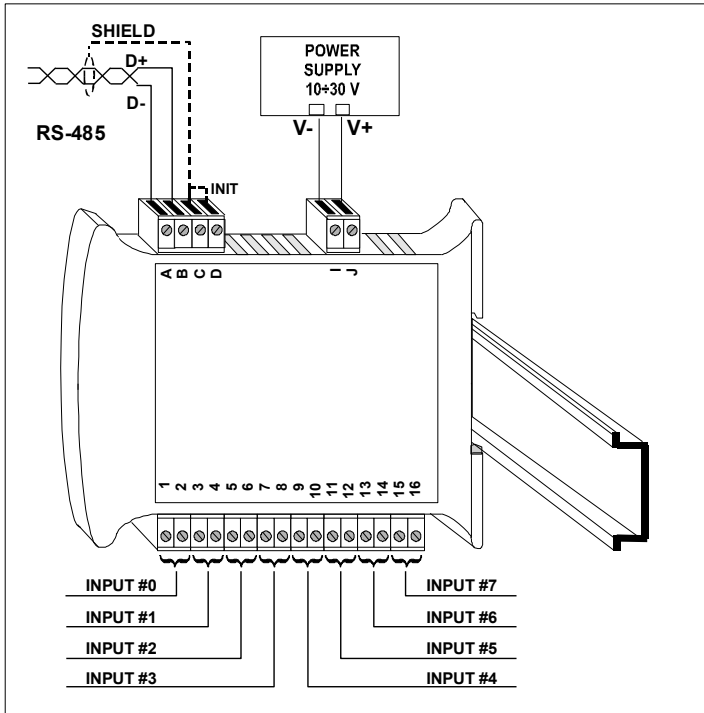 SHIELD
D+
D-
RS-485
INIT
POWER
SUPPLY
10÷30 V
V- V+
A B C D
I J
1 2 3 4 5 6 7 8 9 10 11 12 13 14 15 16
INPUT #0
INPUT #1
INPUT #2
INPUT #3
INPUT #7
INPUT #6
INPUT #5
INPUT #4